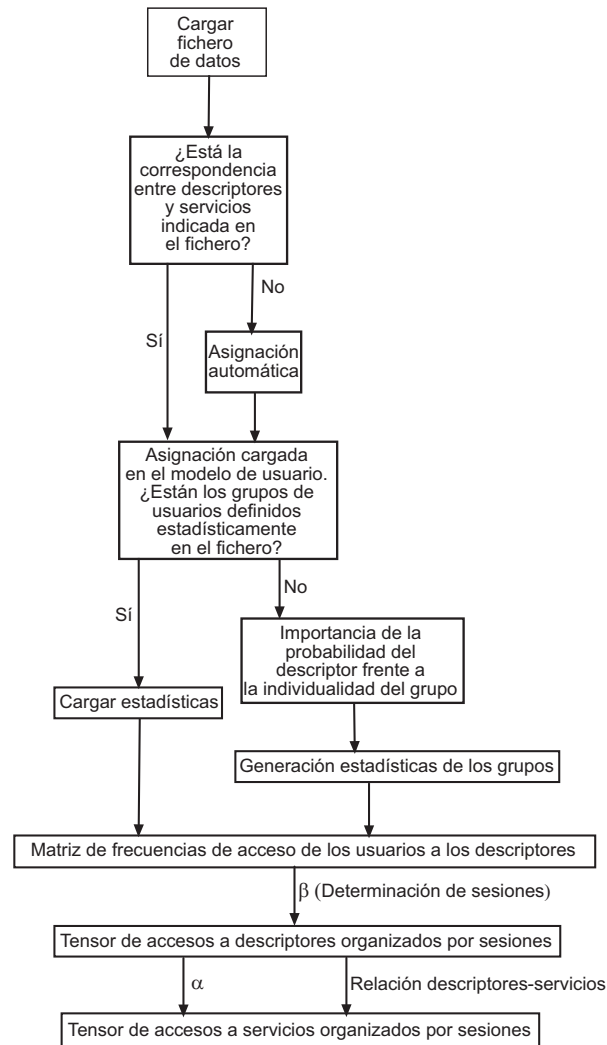 Cargar
fichero
de datos
¿Está la
correspondencia
entre descriptores
y servicios
indicada en
el fichero?
No
Sí
Asignación
automática
Asignación cargada
en el modelo de usuario.
¿Están los grupos de
usuarios definidos
estadísticamente
en el fichero?
No
Sí
Importancia de la
probabilidad del
descriptor frente a
la individualidad del grupo
Cargar estadísticas
Generación estadísticas de los grupos
Matriz de frecuencias de acceso de los usuarios a los descriptores
β (Determinación de sesiones)
Tensor de accesos a descriptores organizados por sesiones
α
Relación descriptores-servicios
Tensor de accesos a servicios organizados por sesiones